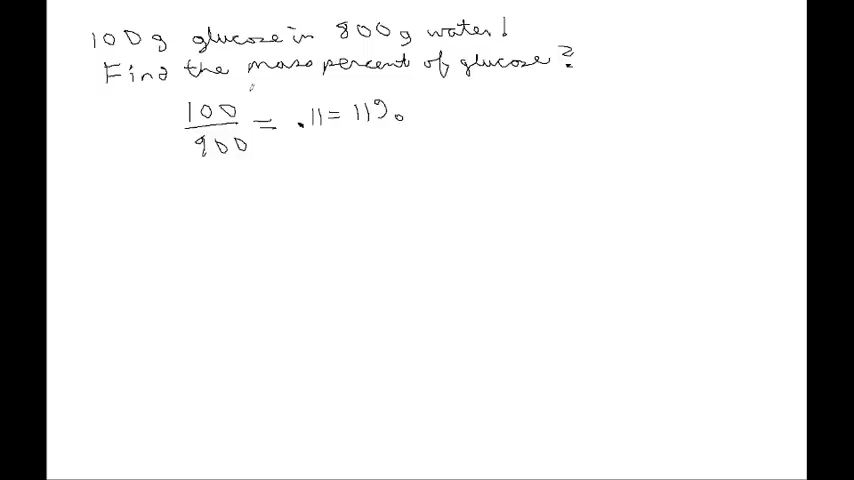 100g glucose in 800g water!
Find the mass percent of glucose?
100/900 = .11 = 11%